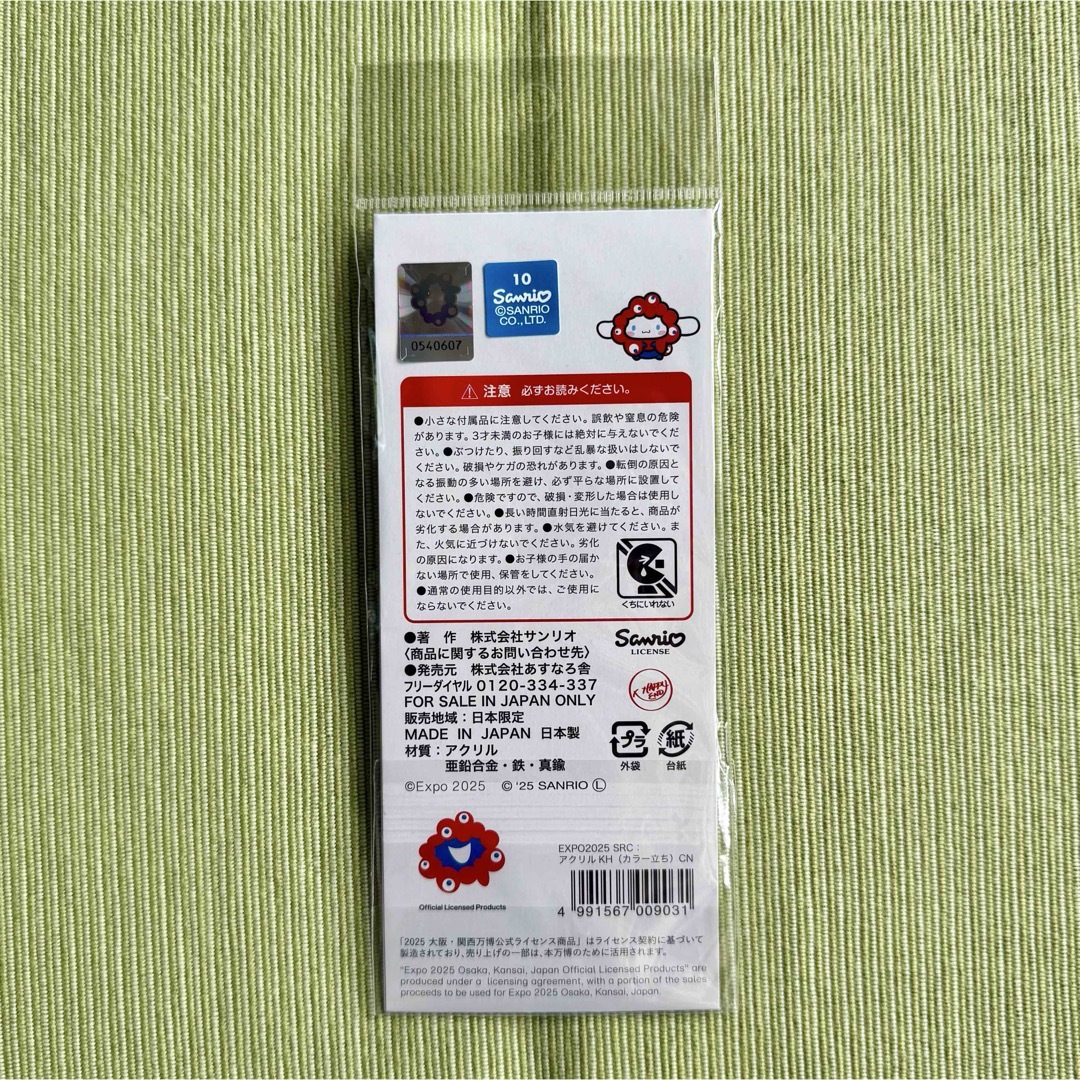 0540607
10
Sanrio
©SANRIO
CO.,LTD.
⚠ 注意 必ずお読みください。
●小さな付属品に注意してください。誤飲や窒息の危険
があります。3才未満のお子様には絶対に与えないでくだ
さい。●ぶつけたり、振り回すなど乱暴な扱いはしないで
ください。破損やケガの恐れがあります。●転倒の原因と
なる振動の多い場所を避け、必ず平らな場所に設置して
ください。●危険ですので、破損・変形した場合は使用し
ないでください。●長い時間直射日光に当たると、商品が
劣化する場合があります。●水気を避けてください。ま
た、火気に近づけないでください。劣化
の原因になります。●お子様の手の届か
ない場所で使用、保管をしてください。
●通常の使用目的以外では、ご使用に
ならないでください。
くちにいれない
●著 作 株式会社サンリオ
〈商品に関するお問い合わせ先〉
●発売元 株式会社あすなろ舎
フリーダイヤル 0120-334-337
FOR SALE IN JAPAN ONLY
販売地域：日本限定
MADE IN JAPAN 日本製
材質：アクリル
亜鉛合金・鉄・真鍮
Sanrio
LICENSE
K HAPPY
END
プラ
外袋
紙
台紙
©Expo 2025 © '25 SANRIO Ⓛ
Official Licensed Products
EXPO2025 SRC：
アクリルKH（カラー立ち）CN
4 991567 009031
「2025 大阪・関西万博公式ライセンス商品」はライセンス契約に基づいて
製造されており、売り上げの一部は、本万博のために活用されます。
"Expo 2025 Osaka, Kansai, Japan Official Licensed Products" are
produced under a licensing agreement, with a portion of the sales
proceeds to be used for Expo 2025 Osaka, Kansai, Japan.